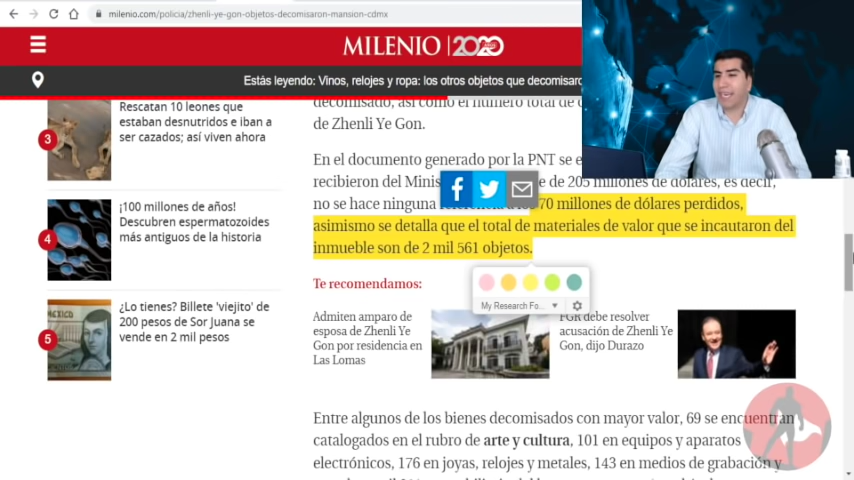 milenio.com/policia/zhenli-ye-gon-objetos-decomisaron-mansion-cdmx
MILENIO | 2020
Estás leyendo: Vinos, relojes y ropa: los otros objetos que decomisar
3
Rescatan 10 leones que
estaban desnutridos e iban a
ser cazados; así viven ahora
4
¡100 millones de años!
Descubren espermatozoides
más antiguos de la historia
5
¿Lo tienes? Billete 'viejito' de
200 pesos de Sor Juana se
vende en 2 mil pesos
decomisado, así como el número total de
de Zhenli Ye Gon.
En el documento generado por la PNT se e
recibieron del Minis e de 205 millones de dólares, es decir,
no se hace ninguna 70 millones de dólares perdidos,
asimismo se detalla que el total de materiales de valor que se incautaron del
inmueble son de 2 mil 561 objetos.
My Research Fo...
Te recomendamos:
Admiten amparo de
esposa de Zhenli Ye
Gon por residencia en
Las Lomas
FGR debe resolver
acusación de Zhenli Ye
Gon, dijo Durazo
Entre algunos de los bienes decomisados con mayor valor, 69 se encuentran
catalogados en el rubro de arte y cultura, 101 en equipos y aparatos
electrónicos, 176 en joyas, relojes y metales, 143 en medios de grabación y